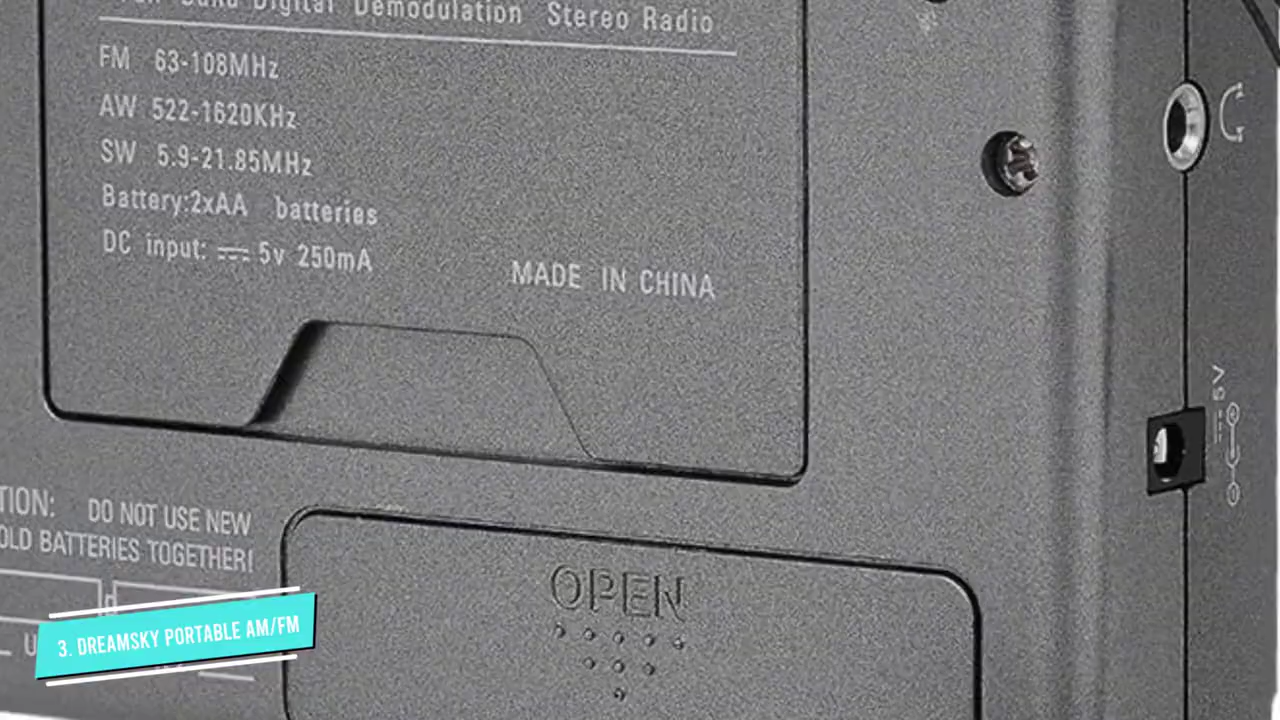 Digital Demodulation Stereo Radio
FM 63-108MHz
AW 522-1620KHz
SW 5.9-21.85MHz
Battery:2xAA batteries
DC input: 5v 250mA
MADE IN CHINA
5V
TION: DO NOT USE NEW
OLD BATTERIES TOGETHER!
OPEN
3. DREAMSKY PORTABLE AM/FM